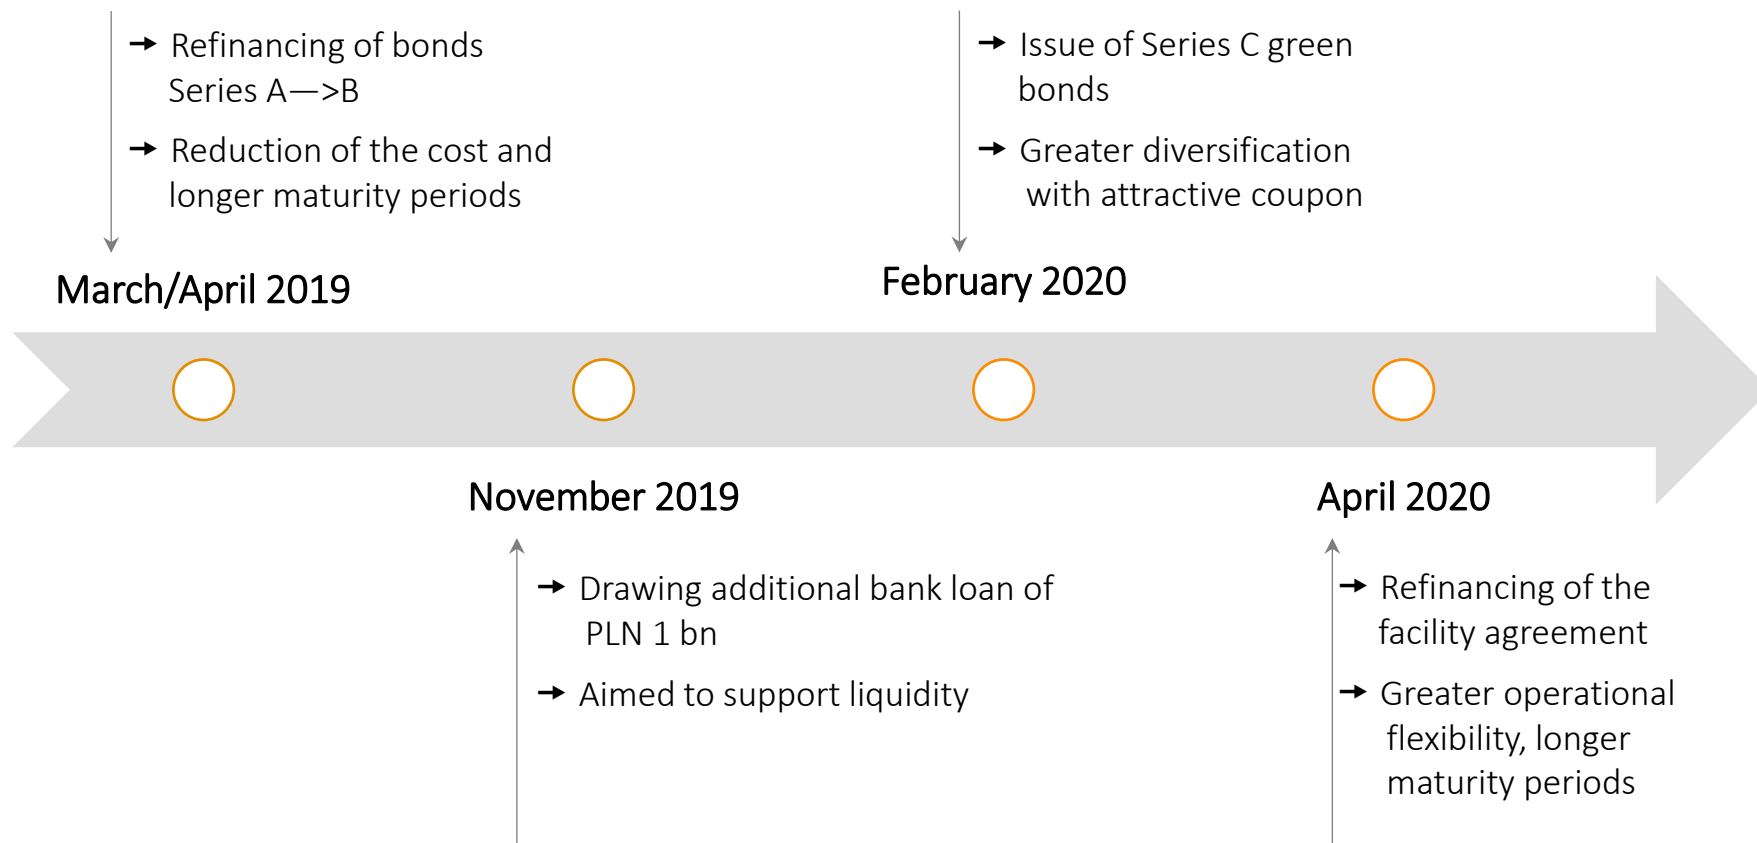 ➞ Refinancing of bonds
Series A—>B
➞ Reduction of the cost and
longer maturity periods
March/April 2019
➞ Issue of Series C green
bonds
➞ Greater diversification
with attractive coupon
February 2020
November 2019
➞ Drawing additional bank loan of
PLN 1 bn
➞ Aimed to support liquidity
April 2020
➞ Refinancing of the
facility agreement
➞ Greater operational
flexibility, longer
maturity periods